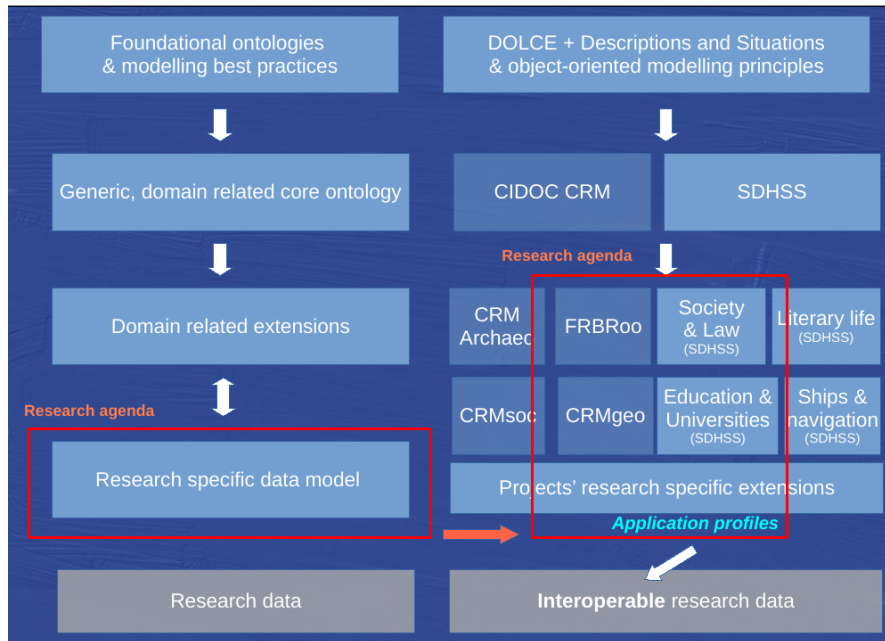 Foundational ontologies
& modelling best practices
DOLCE + Descriptions and Situations
& object-oriented modelling principles
Generic, domain related core ontology
CIDOC CRM
SDHSS
Research agenda
Domain related extensions
CRM
Archaeo
FRBRoo
Society
& Law
(SDHSS)
Literary life
(SDHSS)
Research agenda
CRMsoc
CRMgeo
Education &
Universities
(SDHSS)
Ships &
navigation
(SDHSS)
Research specific data model
Projects' research specific extensions
Application profiles
Research data
Interoperable research data